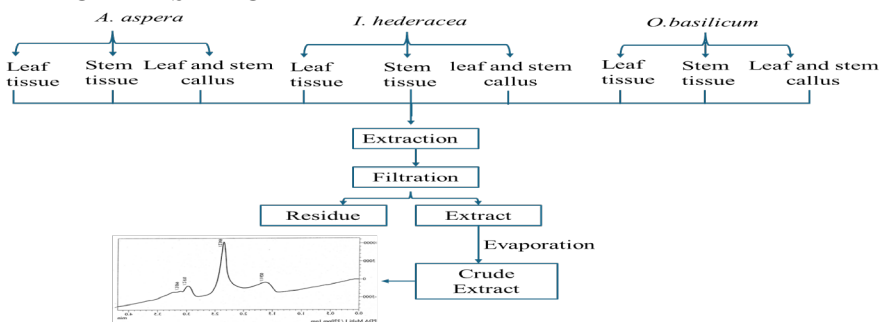 A. aspera
I. hederacea
O.basilicum
Leaf tissue
Stem tissue
Leaf and stem callus
Leaf tissue
Stem tissue
leaf and stem callus
Leaf tissue
Stem tissue
Leaf and stem callus
Extraction
Filtration
Residue
Extract
Evaporation
Crude
Extract